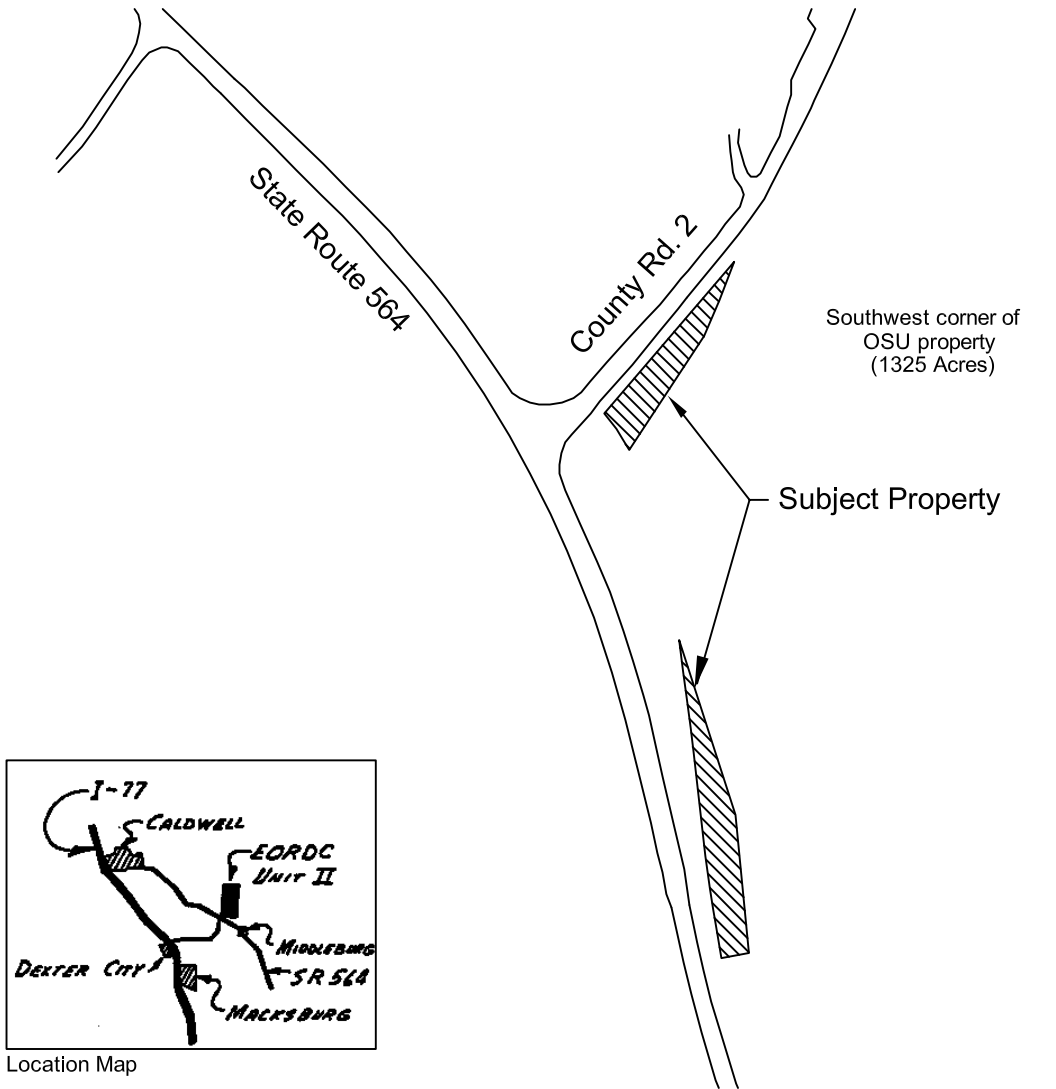 State Route 564
County Rd. 2
Southwest corner of
OSU property
(1325 Acres)
Subject Property
I-77
CALDWELL
EORDC
UNIT II
MIDDLEBURG
DEXTER CITY
SR 564
MACKSBURG
Location Map